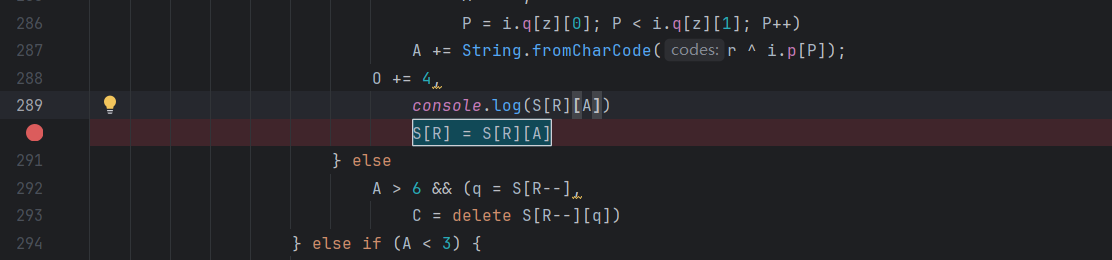 286 P = i.q[z][0]; P < i.q[z][1]; P++)
287 A += String.fromCharCode( codes: r ^ i.p[P]);
288 O += 4,
289 console.log(S[R][A])
S[R] = S[R][A]
291 } else
292 A > 6 && (q = S[R--],
293 C = delete S[R--][q])
294 } else if (A < 3) {